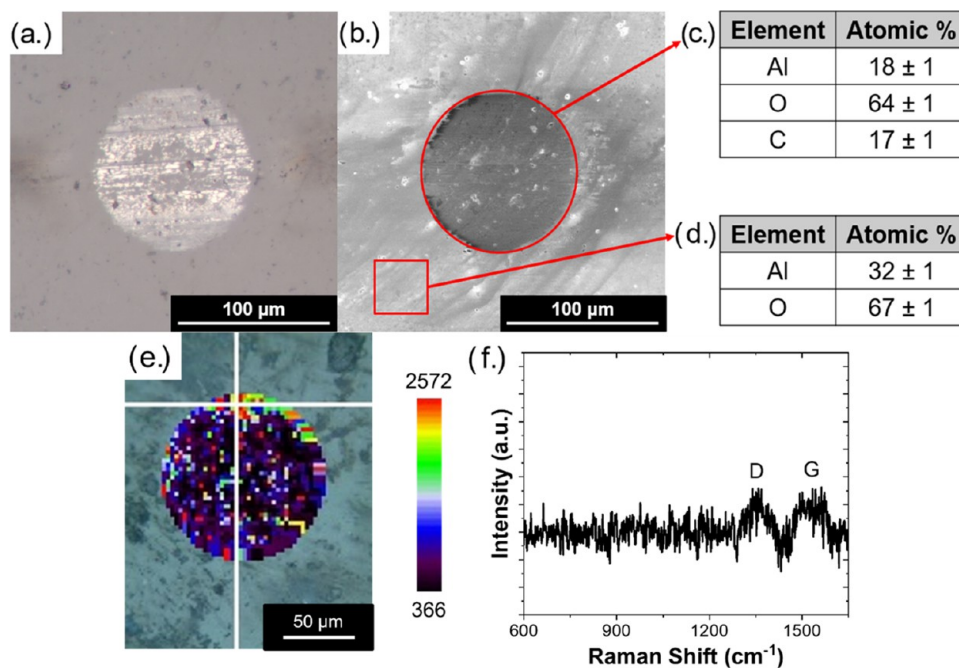 (a.)
100 µm
(b.)
100 µm
(c.)
Element Atomic %
Al 18 ± 1
O 64 ± 1
C 17 ± 1
(d.)
Element Atomic %
Al 32 ± 1
O 67 ± 1
(e.)
50 µm
2572
366
(f.)
Intensity (a.u.)
D G
600 900 1200 1500
Raman Shift (cm⁻¹)